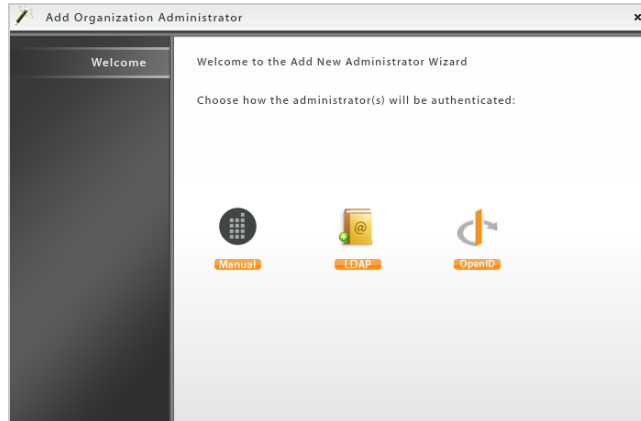 Add Organization Administrator
x
Welcome
Welcome to the Add New Administrator Wizard
Choose how the administrator(s) will be authenticated:
@
Manual
LDAP
OpenID